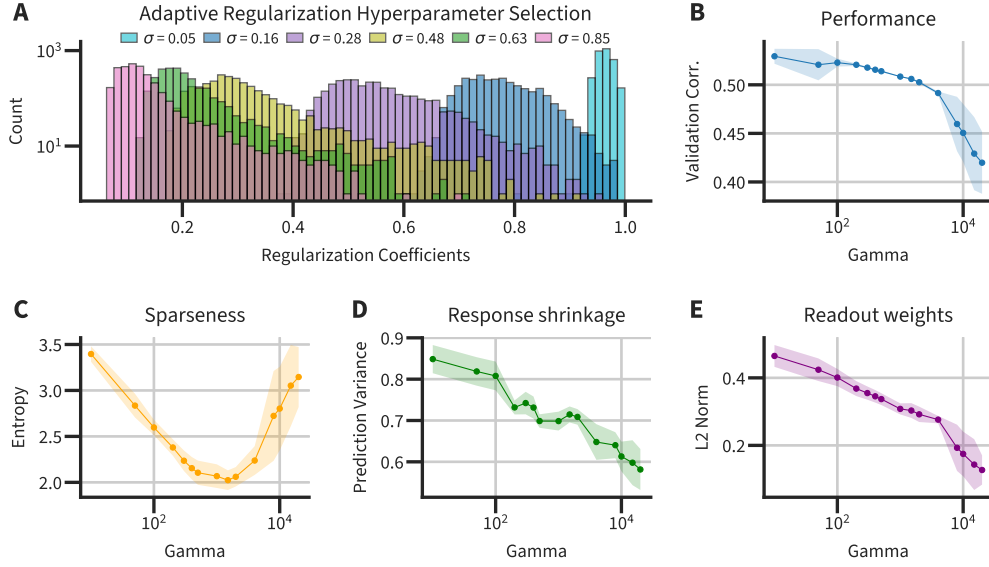 A
Adaptive Regularization Hyperparameter Selection
σ = 0.05 σ = 0.16 σ = 0.28 σ = 0.48 σ = 0.63 σ = 0.85
10³
10¹
Count
0.2 0.4 0.6 0.8 1.0
Regularization Coefficients
B
Performance
Validation Corr.
0.50
0.45
0.40
10² 10⁴
Gamma
C
Sparseness
Entropy
3.5
3.0
2.5
2.0
10² 10⁴
Gamma
D
Response shrinkage
Prediction Variance
0.9
0.8
0.7
0.6
10² 10⁴
Gamma
E
Readout weights
L2 Norm
0.4
0.2
10² 10⁴
Gamma